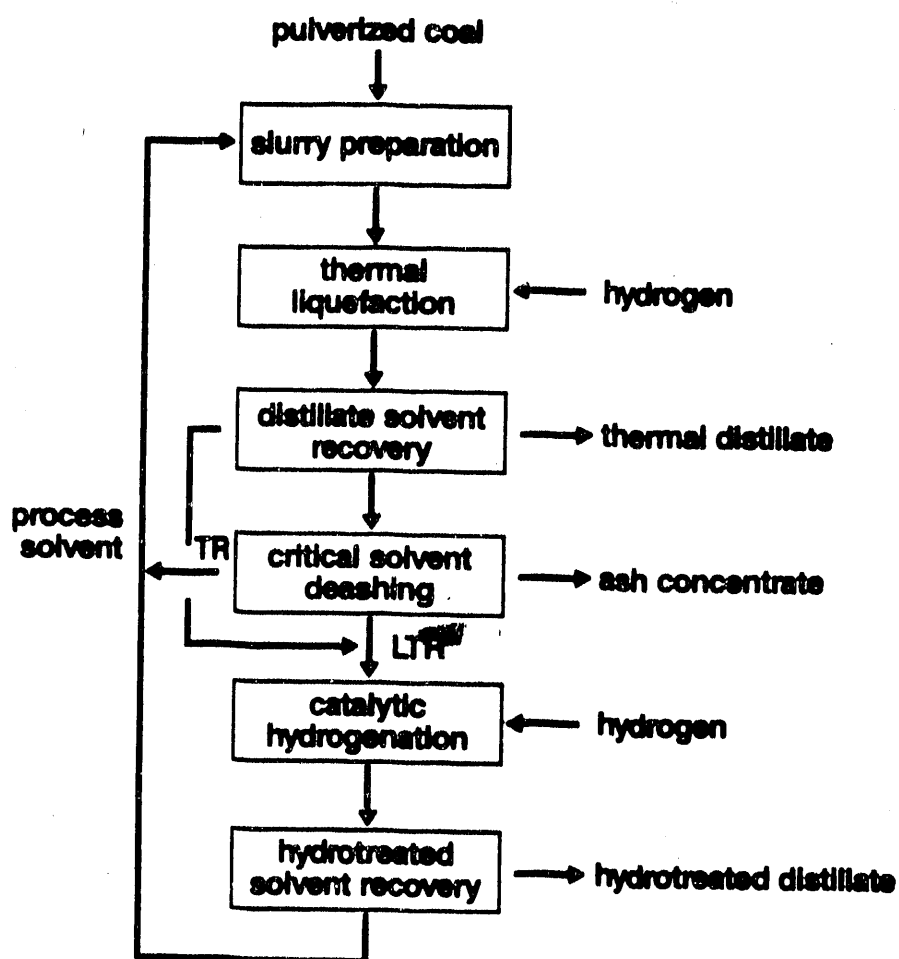 pulverized coal
slurry preparation
thermal
liquefaction
hydrogen
distillate solvent
recovery
thermal distillate
process
solvent
TR
critical solvent
deashing
ash concentrate
LTR
catalytic
hydrogenation
hydrogen
hydrotreated
solvent recovery
hydrotreated distillate